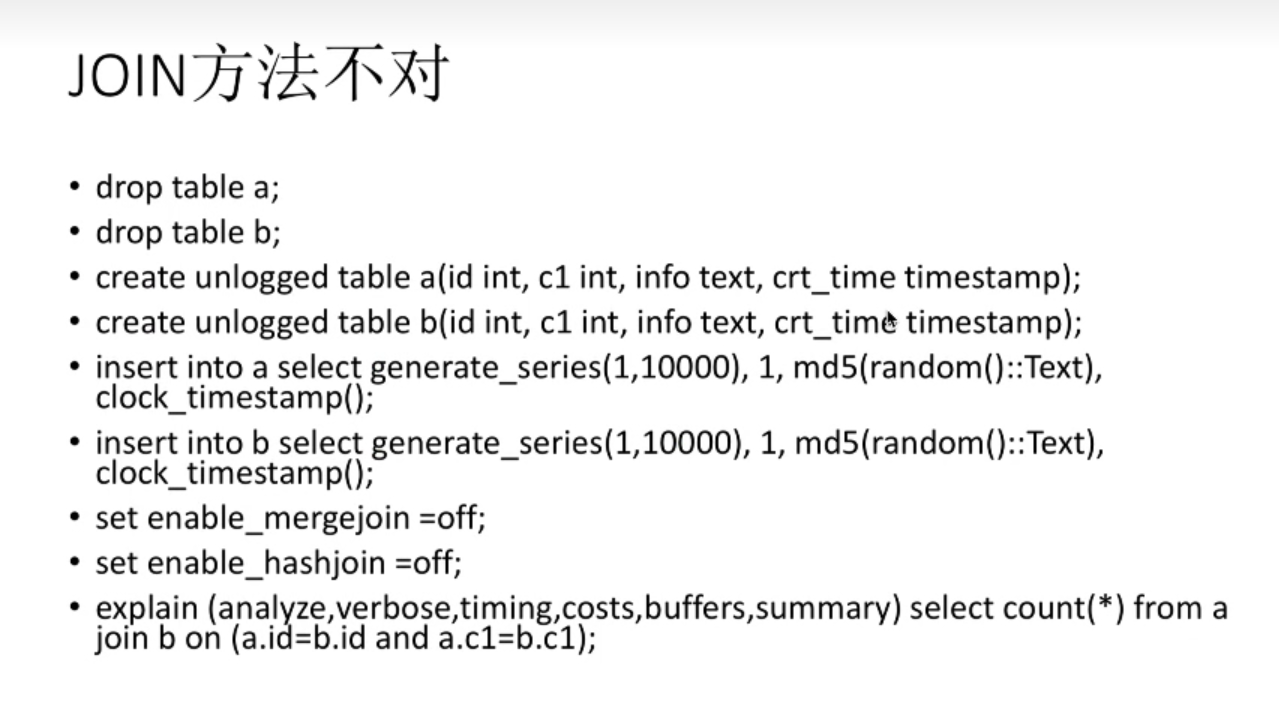 JOIN方法不对
• drop table a;
• drop table b;
• create unlogged table a(id int, c1 int, info text, crt_time timestamp);
• create unlogged table b(id int, c1 int, info text, crt_time timestamp);
• insert into a select generate_series(1,10000), 1, md5(random()::Text),
clock_timestamp();
• insert into b select generate_series(1,10000), 1, md5(random()::Text),
clock_timestamp();
• set enable_mergejoin =off;
• set enable_hashjoin =off;
• explain (analyze,verbose,timing,costs,buffers,summary) select count(*) from a
join b on (a.id=b.id and a.c1=b.c1);